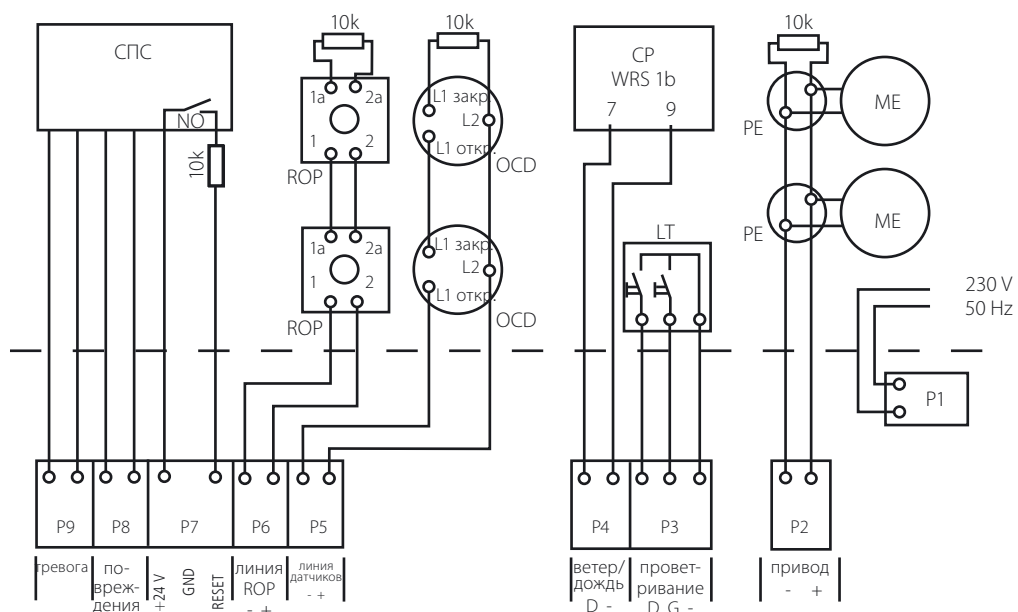 10k
10k
10k
СПС
NO
10k
1a
2a
1
2
ROP
1a
2a
1
2
ROP
L1 закр.
L2
L1 откр.
OCD
L1 закр.
L2
L1 откр.
OCD
CP
WRS 1b
7
9
LT
PE
ME
PE
ME
230 V
50 Hz
P1
P9
P8
P7
P6
P5
P4
P3
P2
тревога
по-
вреж-
дения
+24 V
GND
RESET
линия
ROP
- +
линия
датчиков
- +
ветер/
дождь
D -
провет-
ривание
D G -
привод
- +